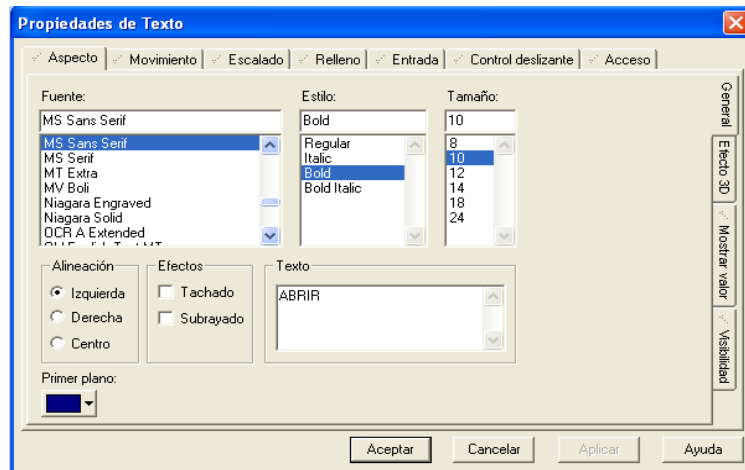 Propiedades de Texto
Aspecto Movimiento Escalado Relleno Entrada Control deslizante Acceso
Fuente: Estilo: Tamaño:
MS Sans Serif Bold 10
MS Sans Serif
MS Serif
MT Extra
MV Boli
Niagara Engraved
Niagara Solid
OCR A Extended
Regular
Italic
Bold
Bold Italic
8
10
12
14
18
24
Alineación
Izquierda
Derecha
Centro
Efectos
Tachado
Subrayado
Texto
ABRIR
Primer plano:
General
Efecto 3D
Mostrar valor
Visibilidad
Aceptar Cancelar Aplicar Ayuda